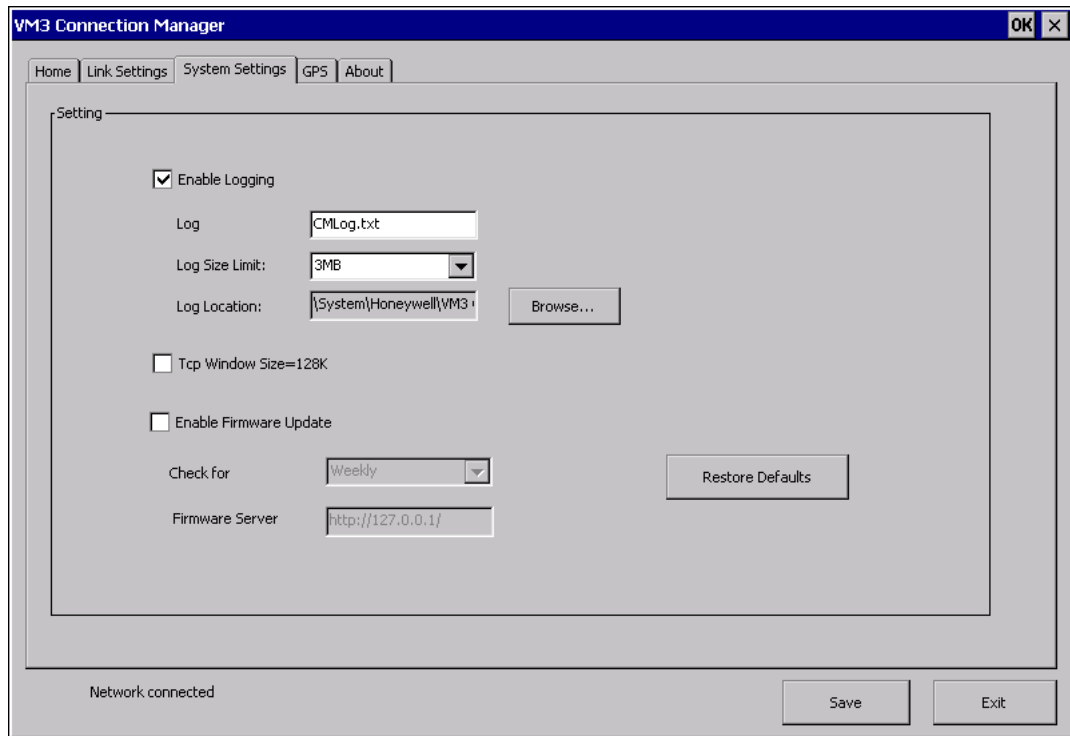 VM3 Connection Manager OK
Home Link Settings System Settings GPS About
Setting
Enable Logging
Log CMLog.txt
Log Size Limit: 3MB
Log Location: \System\Honeywell\VM3 Browse...
Tcp Window Size=128K
Enable Firmware Update
Check for Weekly
Restore Defaults
Firmware Server http://127.0.0.1/
Network connected
Save Exit